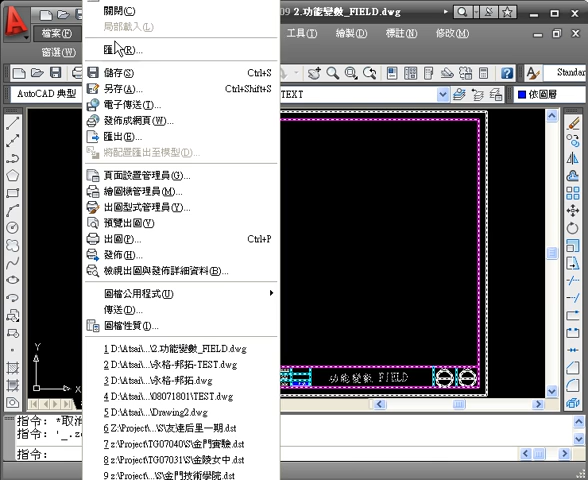 關閉(C)
09 2.功能變數_FIELD.dwg
局部載入(L)
檔案(F)
工具(T)
繪製(D)
標註(N)
修改(M)
視窗(W)
儲存(S) Ctrl+S
Standar
另存(A)... Ctrl+Shift+S
AutoCAD 典型
TEXT
依圖層
電子傳送(T)...
發佈成網頁(W)...
匯出(E)...
將配置匯出至模型(D)...
頁面設置管理員(G)...
繪圖機管理員(M)...
出圖型式管理員(Y)...
預覽出圖(V)
出圖(P)... Ctrl+P
發佈(H)...
檢視出圖與發佈詳細資料(B)...
圖檔公用程式(U)
傳送(D)...
圖檔性質(I)...
1 D:\Atsai\...\2.功能變數_FIELD.dwg
2 D:\Atsai\...\永格-邦拓-TEST.dwg
3 D:\Atsai\...\永格-邦拓.dwg
4 D:\Atsai\...\08071801\TEST.dwg
5 D:\Atsai\...\Drawing2.dwg
6 Z:\Project\...\S\友達后里一期.dst
7 z:\Project\TG07040\S\金門實驗.dst
8 z:\Project\TG07031\S\金陵女中.dst
9 z:\Project\...\S\金門技術學院.dst
Y
X
功能變數 FIELD
指令: *取消
指令: '_.zo
指令: